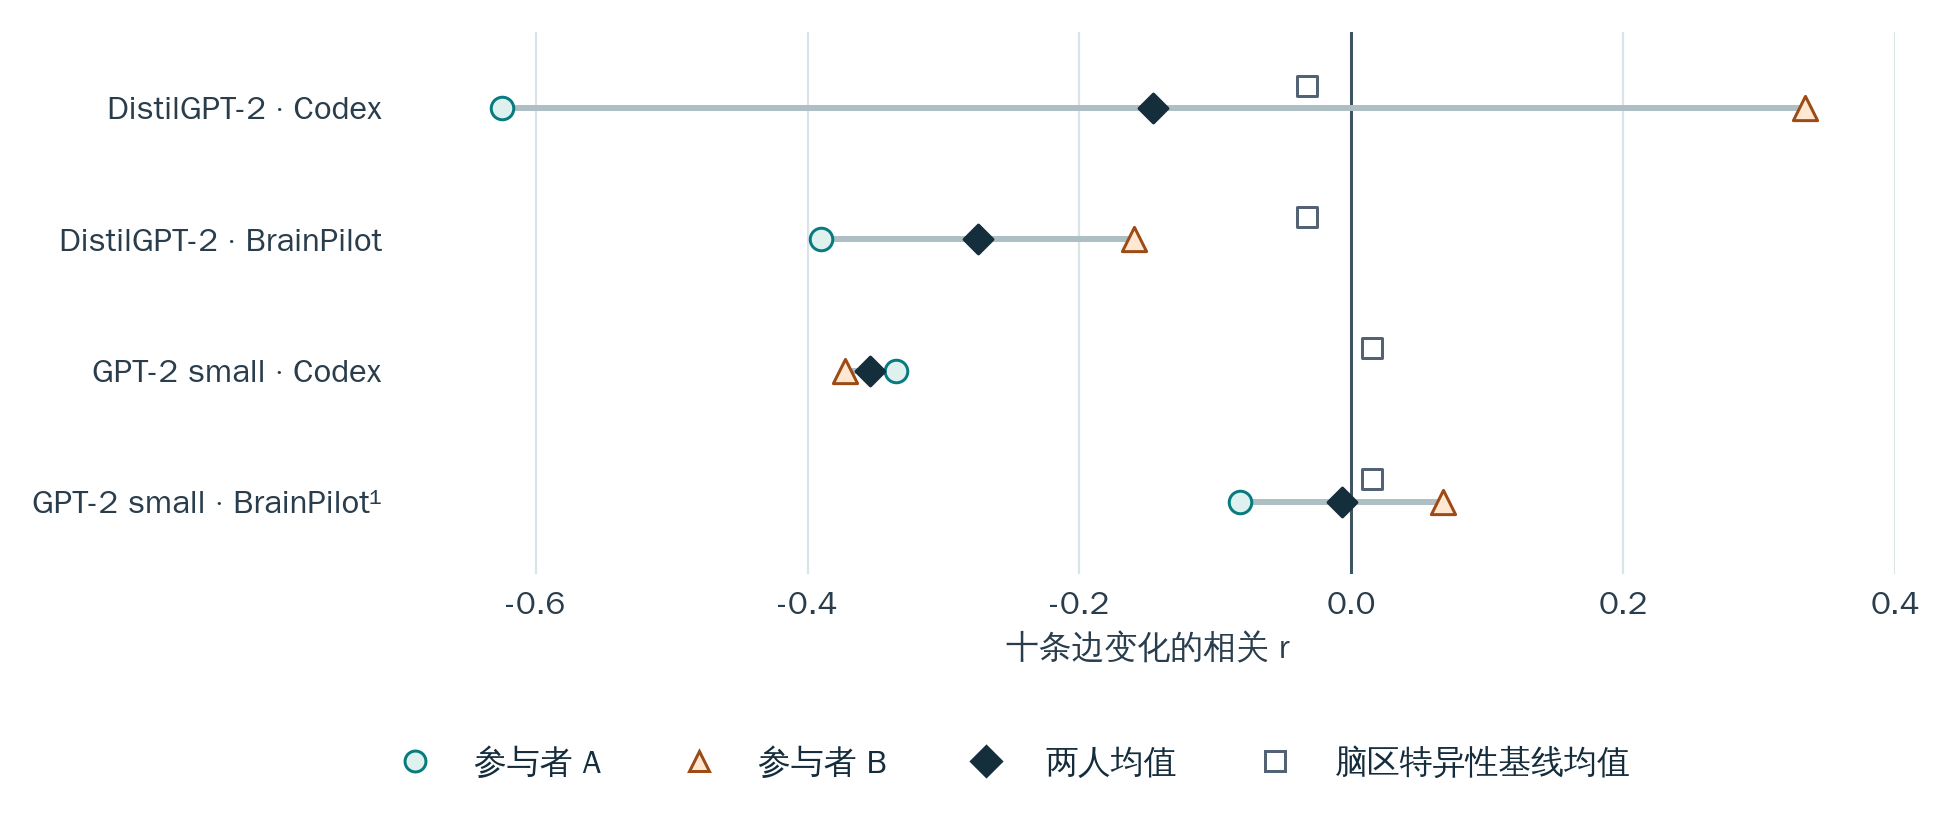 DistilGPT-2 · Codex
DistilGPT-2 · BrainPilot
GPT-2 small · Codex
GPT-2 small · BrainPilot¹
-0.6 -0.4 -0.2 0.0 0.2 0.4
十条边变化的相关 r
参与者 A 参与者 B 两人均值 脑区特异性基线均值